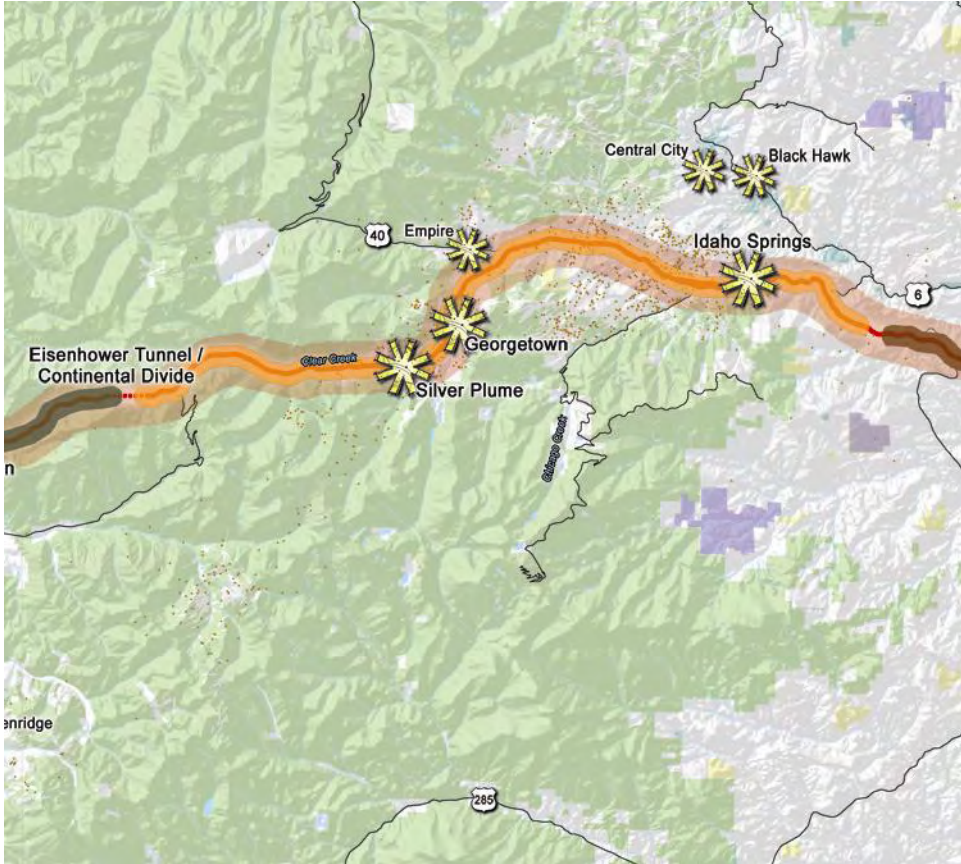 Central City
Black Hawk
40
Empire
Idaho Springs
6
Georgetown
Clear Creek
Eisenhower Tunnel /
Continental Divide
Silver Plume
Chicago Creek
n
enridge
285